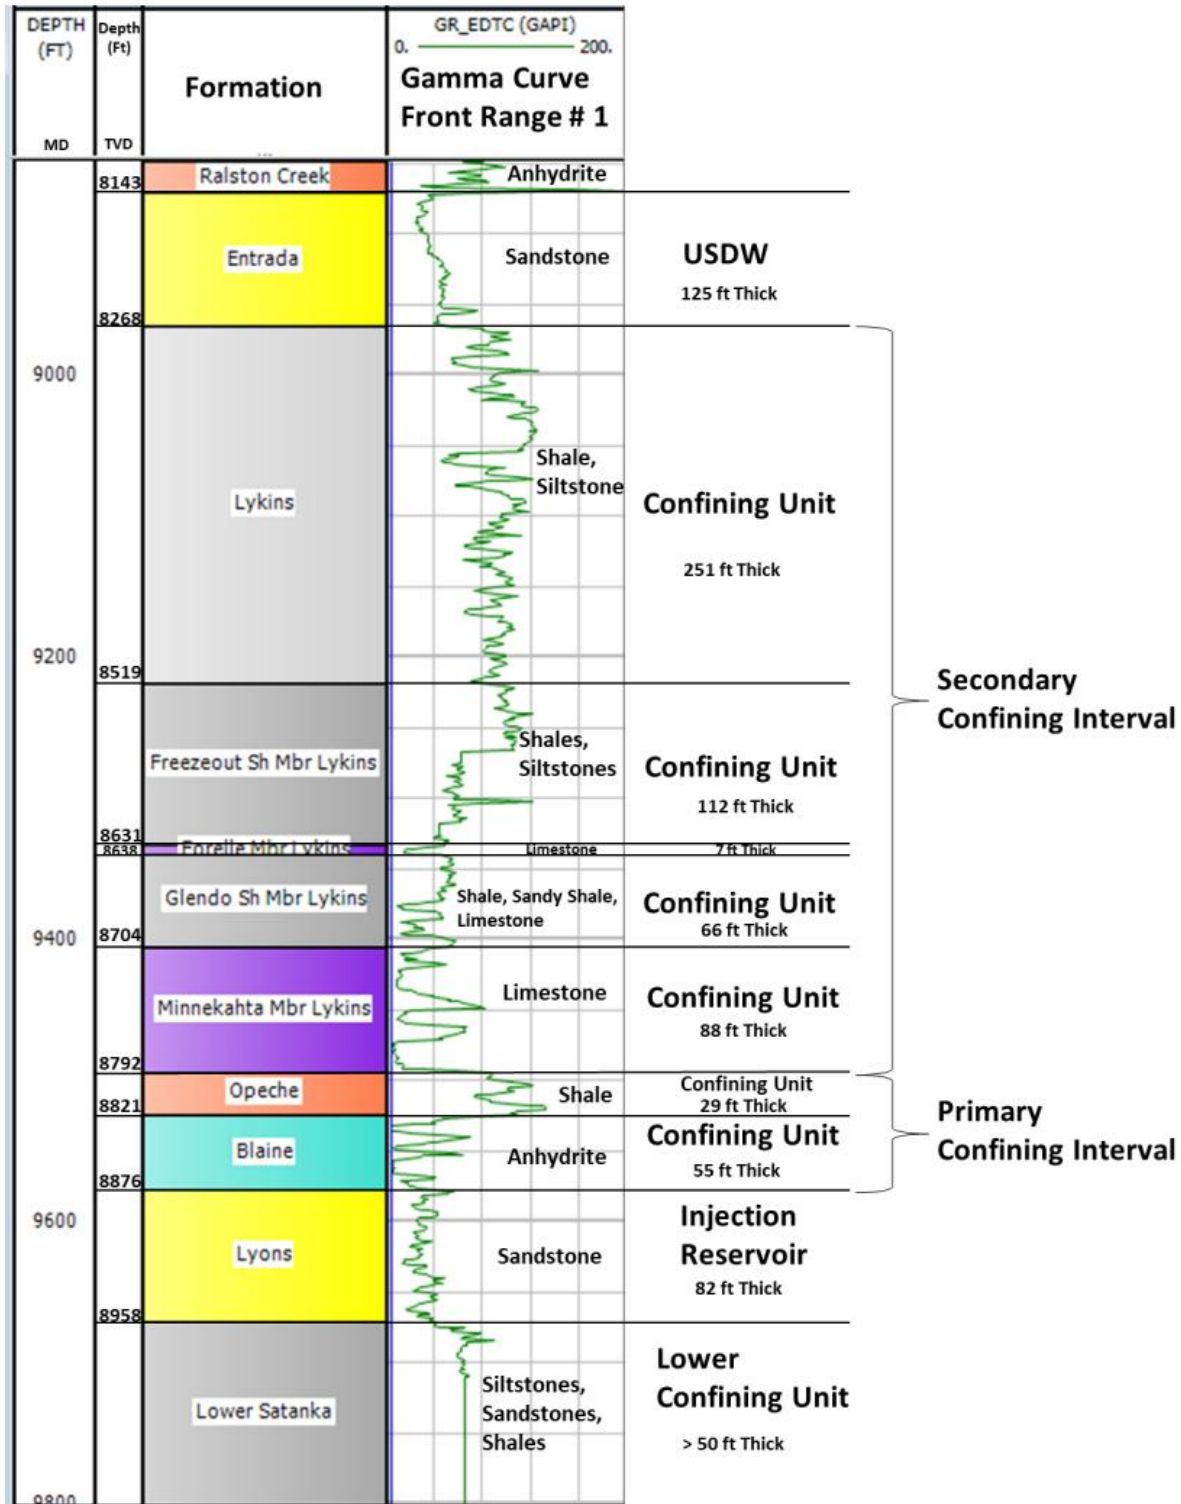 DEPTH
(FT)
MD
Depth
(Ft)
TVD
Formation
...
GR_EDTC (GAPI)
0. 200.
Gamma Curve
Front Range # 1
8143
Ralston Creek
Anhydrite
Entrada
Sandstone
USDW
125 ft Thick
8268
9000
Lykins
Shale,
Siltstone
Confining Unit
251 ft Thick
9200
8519
Secondary
Confining Interval
Freezeout Sh Mbr Lykins
Shales,
Siltstones
Confining Unit
112 ft Thick
8631
Forelle Mbr Lykins
Limestone
7 ft Thick
8638
Glendo Sh Mbr Lykins
Shale, Sandy Shale,
Limestone
Confining Unit
66 ft Thick
9400
8704
Minnekahta Mbr Lykins
Limestone
Confining Unit
88 ft Thick
8792
Opeche
Shale
Confining Unit
29 ft Thick
8821
Primary
Confining Interval
Blaine
Anhydrite
Confining Unit
55 ft Thick
8876
9600
Lyons
Sandstone
Injection
Reservoir
82 ft Thick
8958
Lower Satanka
Siltstones,
Sandstones,
Shales
Lower
Confining Unit
> 50 ft Thick
9800